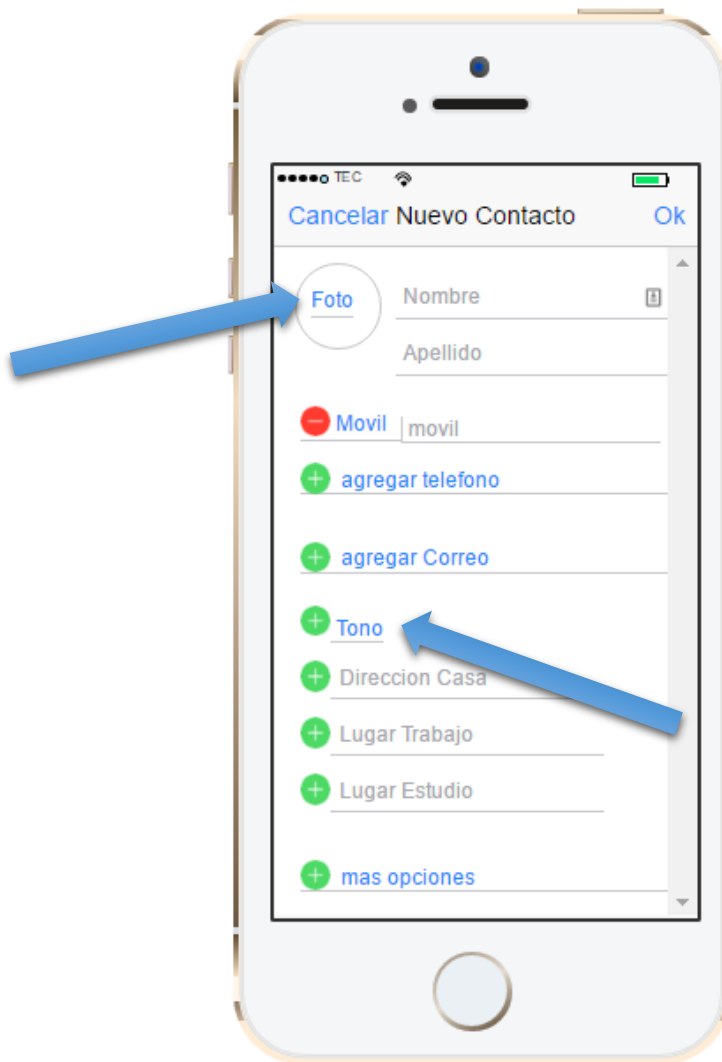 TEC
Cancelar Nuevo Contacto Ok
Foto
Nombre
Apellido
Movil movil
agregar telefono
agregar Correo
Tono
Direccion Casa
Lugar Trabajo
Lugar Estudio
mas opciones